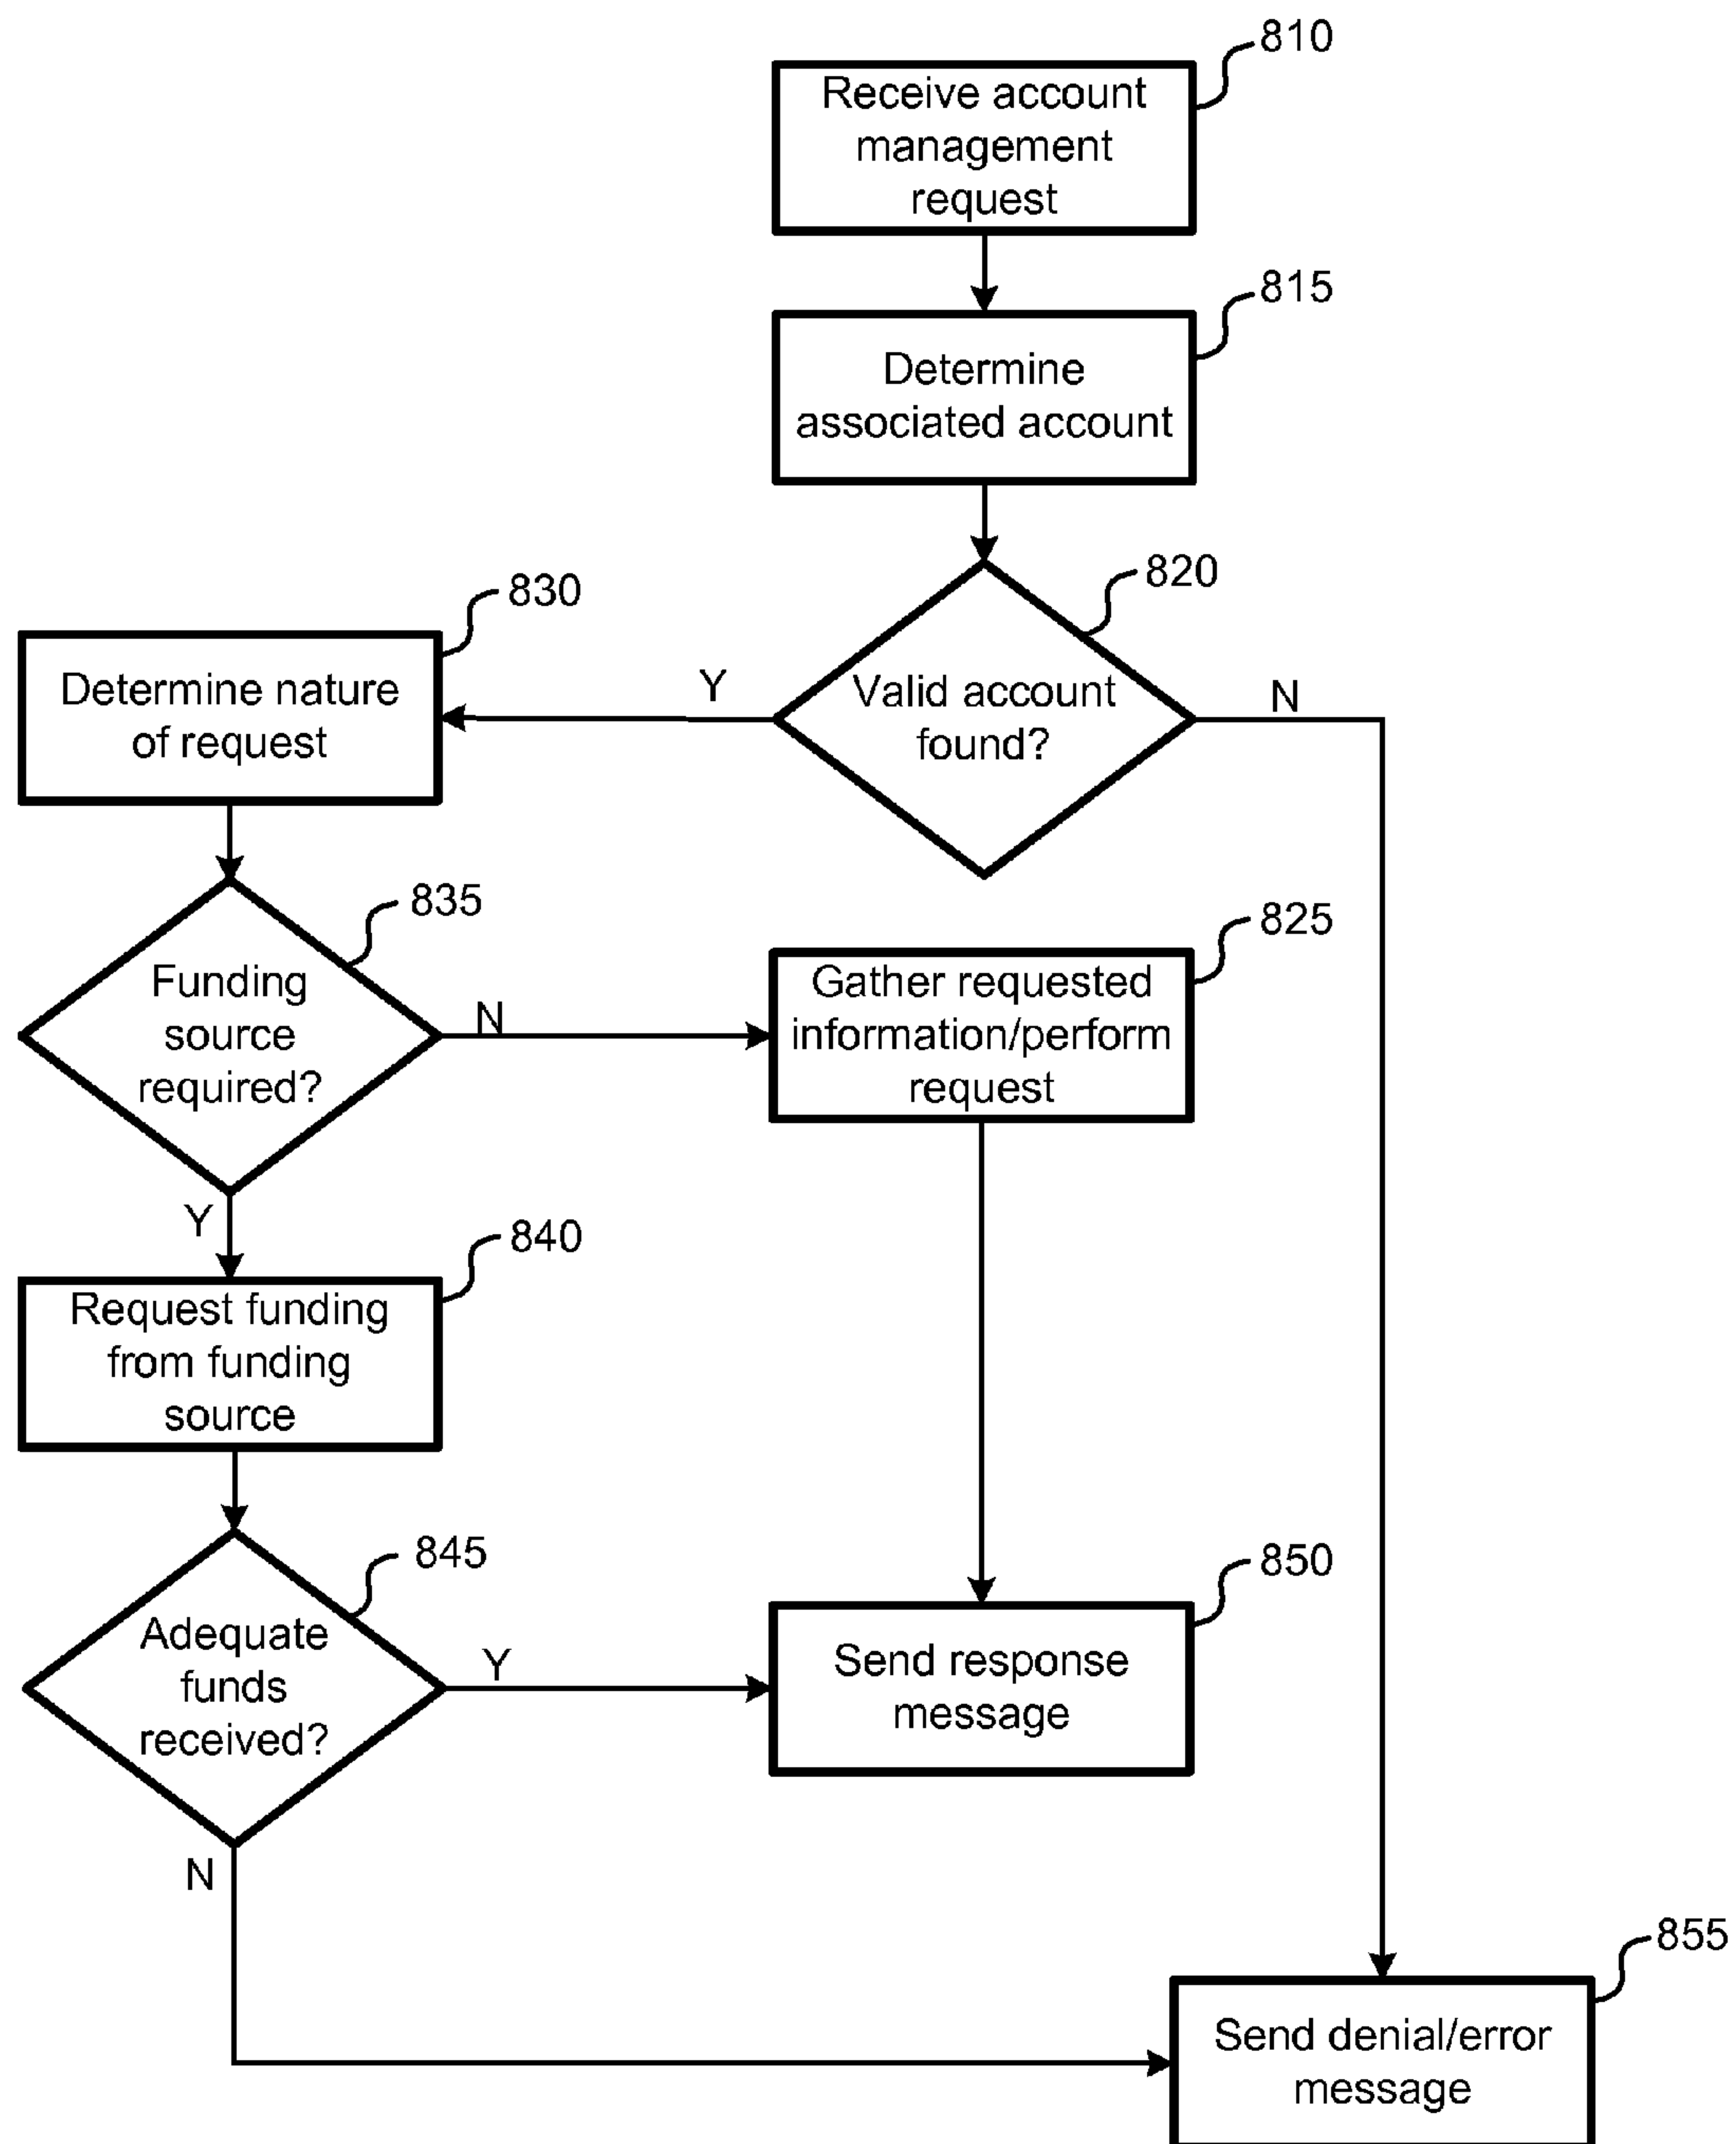 810
Receive account
management
request
815
Determine
associated account
820
Valid account
found?
Y
N
830
Determine nature
of request
835
Funding
source
required?
N
Y
825
Gather requested
information/perform
request
840
Request funding
from funding
source
845
Adequate
funds
received?
Y
N
850
Send response
message
855
Send denial/error
message